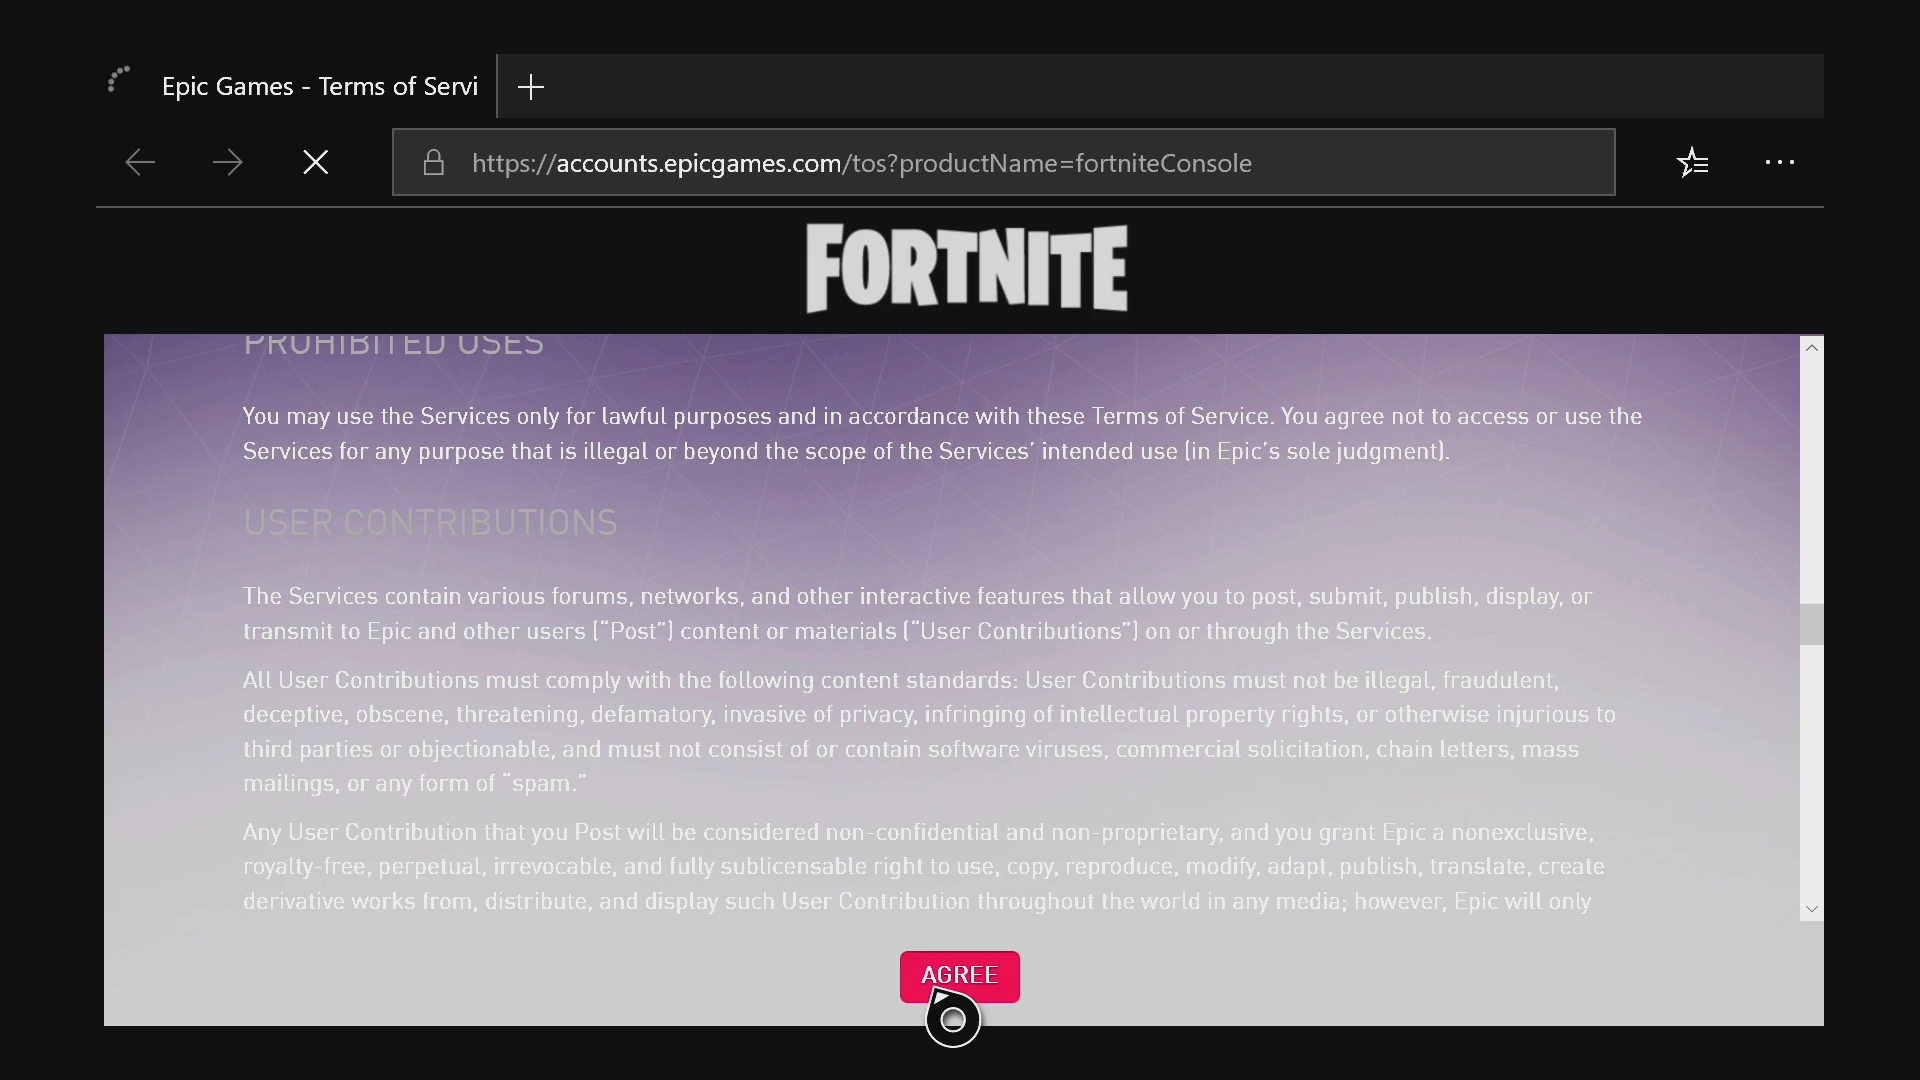 Epic Games - Terms of Servi
https://accounts.epicgames.com/tos?productName=fortniteConsole
FORTNITE
PROHIBITED USES
You may use the Services only for lawful purposes and in accordance with these Terms of Service. You agree not to access or use the
Services for any purpose that is illegal or beyond the scope of the Services’ intended use (in Epic’s sole judgment).
USER CONTRIBUTIONS
The Services contain various forums, networks, and other interactive features that allow you to post, submit, publish, display, or
transmit to Epic and other users (“Post”) content or materials (“User Contributions”) on or through the Services.
All User Contributions must comply with the following content standards: User Contributions must not be illegal, fraudulent,
deceptive, obscene, threatening, defamatory, invasive of privacy, infringing of intellectual property rights, or otherwise injurious to
third parties or objectionable, and must not consist of or contain software viruses, commercial solicitation, chain letters, mass
mailings, or any form of “spam.”
Any User Contribution that you Post will be considered non-confidential and non-proprietary, and you grant Epic a nonexclusive,
royalty-free, perpetual, irrevocable, and fully sublicensable right to use, copy, reproduce, modify, adapt, publish, translate, create
derivative works from, distribute, and display such User Contribution throughout the world in any media; however, Epic will only
AGREE